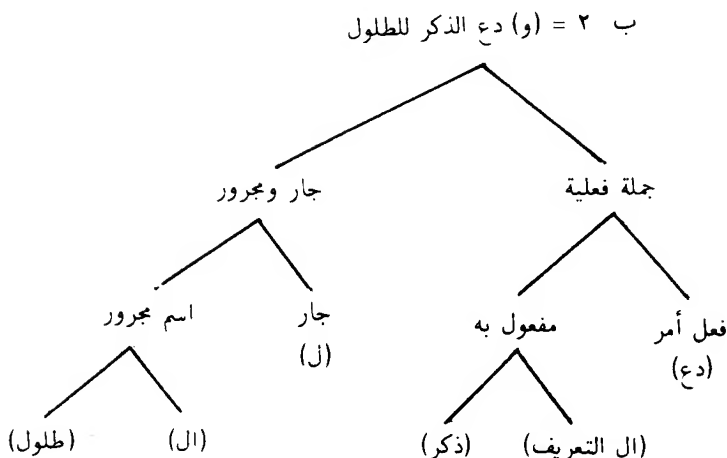 ب ٢ = (و) دع الذكر للطلول
جملة فعلية جار ومجرور
فعل أمر مفعول به جار اسم مجرور
(دع) (ل)
(ال التعريف) (ذكر) (ال) (طلول)